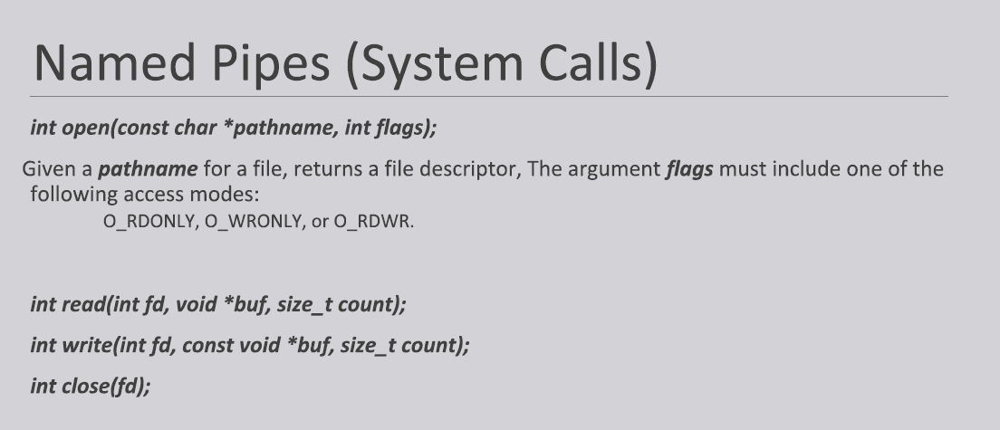 Named Pipes (System Calls)
int open(const char *pathname, int flags);
Given a pathname for a file, returns a file descriptor, The argument flags must include one of the
following access modes:
O_RDONLY, O_WRONLY, or O_RDWR.
int read(int fd, void *buf, size_t count);
int write(int fd, const void *buf, size_t count);
int close(fd);